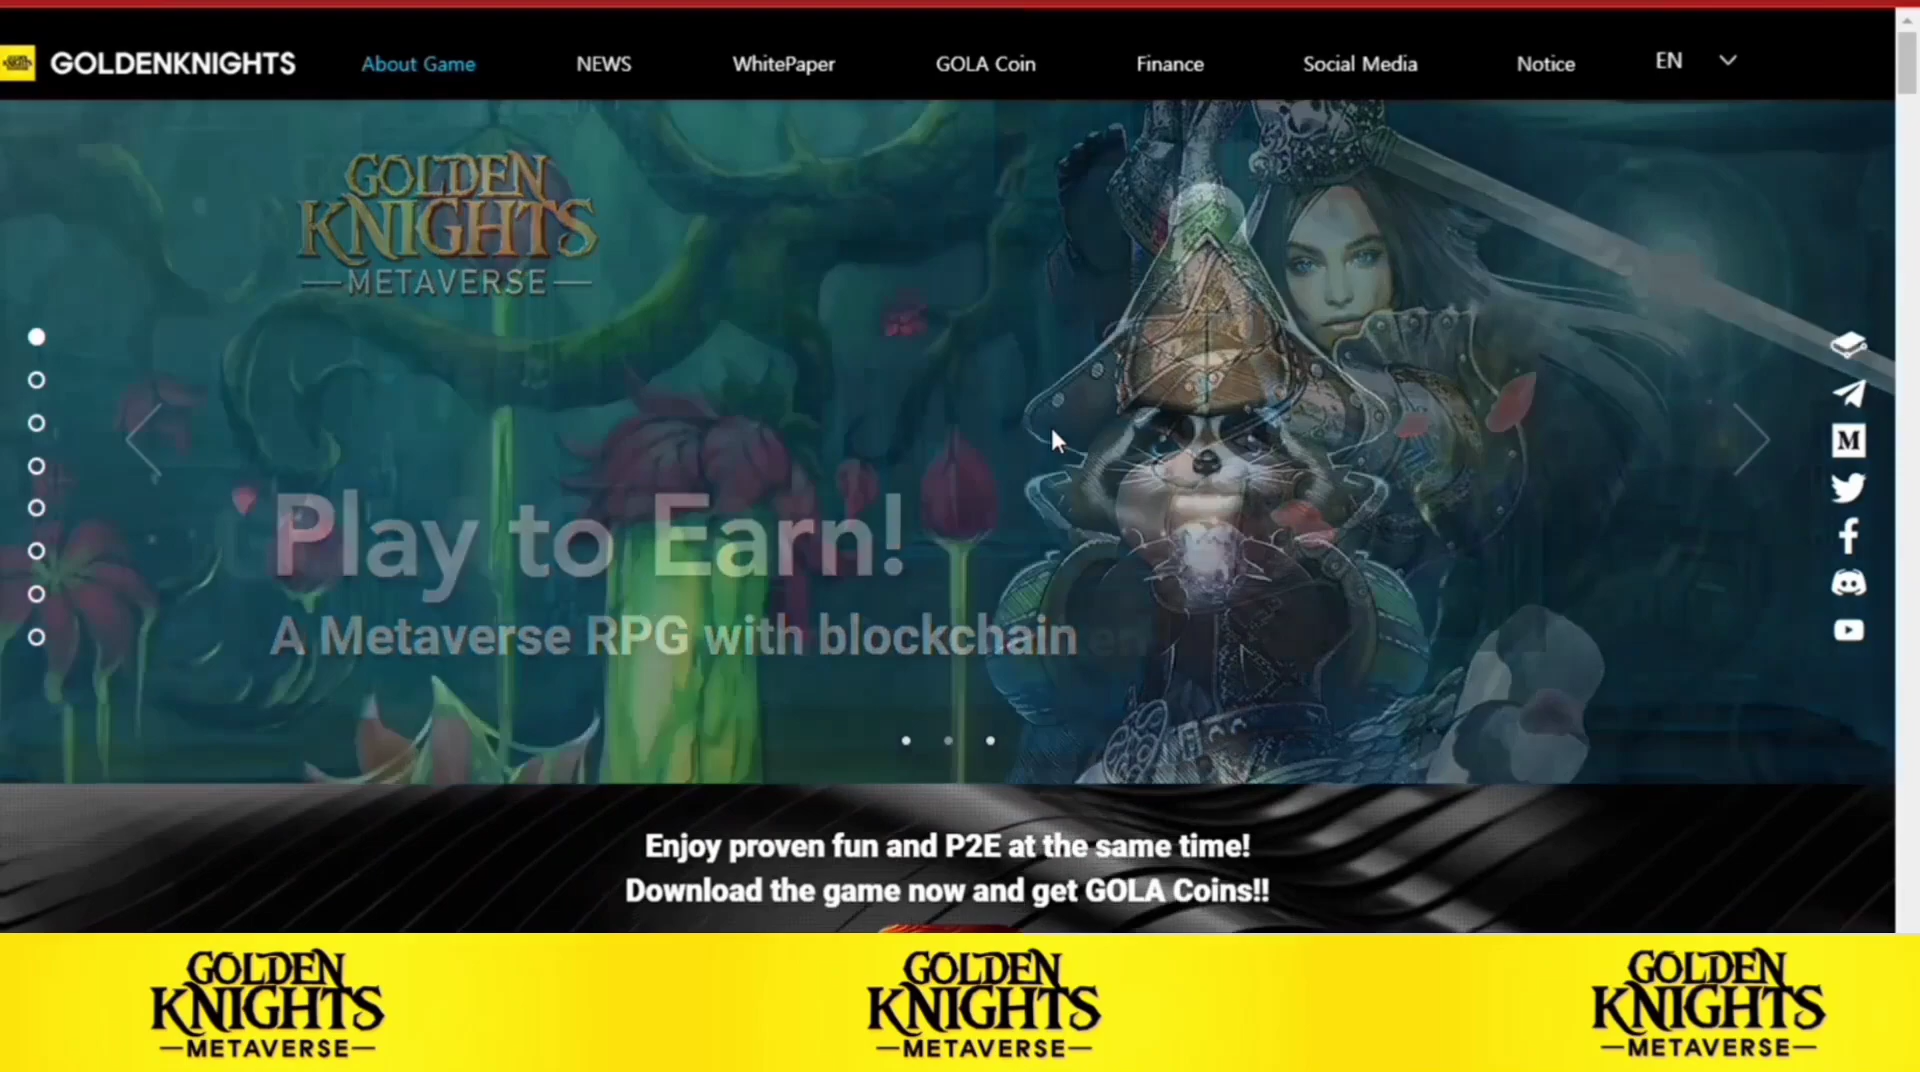 GOLDENKNIGHTS
About Game
NEWS
WhitePaper
GOLA Coin
Finance
Social Media
Notice
EN
GOLDEN
KNIGHTS
METAVERSE
M
Play to Earn!
A Metaverse RPG with blockchain
Enjoy proven fun and P2E at the same time!
Download the game now and get GOLA Coins!!
GOLDEN
KNIGHTS
METAVERSE
GOLDEN
KNIGHTS
METAVERSE
GOLDEN
KNIGHTS
METAVERSE